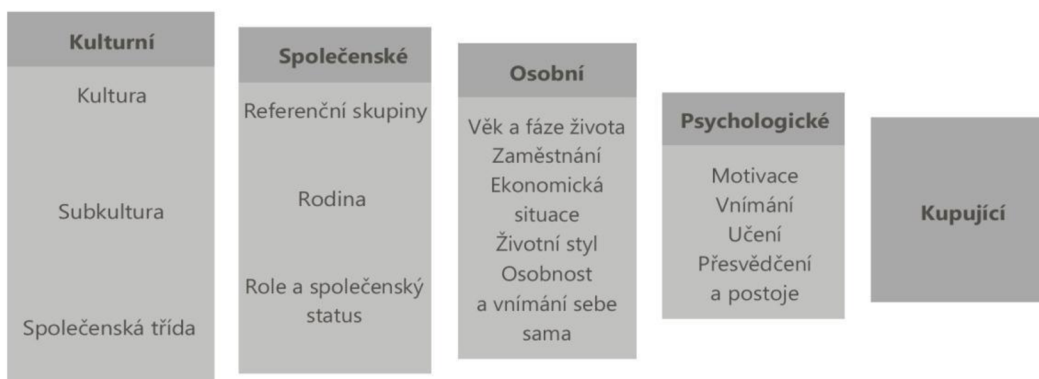 Kulturní
Kultura
Subkultura
Společenská třída
Společenské
Referenční skupiny
Rodina
Role a společenský
status
Osobní
Věk a fáze života
Zaměstnání
Ekonomická
situace
Životní styl
Osobnost
a vnímání sebe
sama
Psychologické
Motivace
Vnímání
Učení
Přesvědčení
a postoje
Kupující